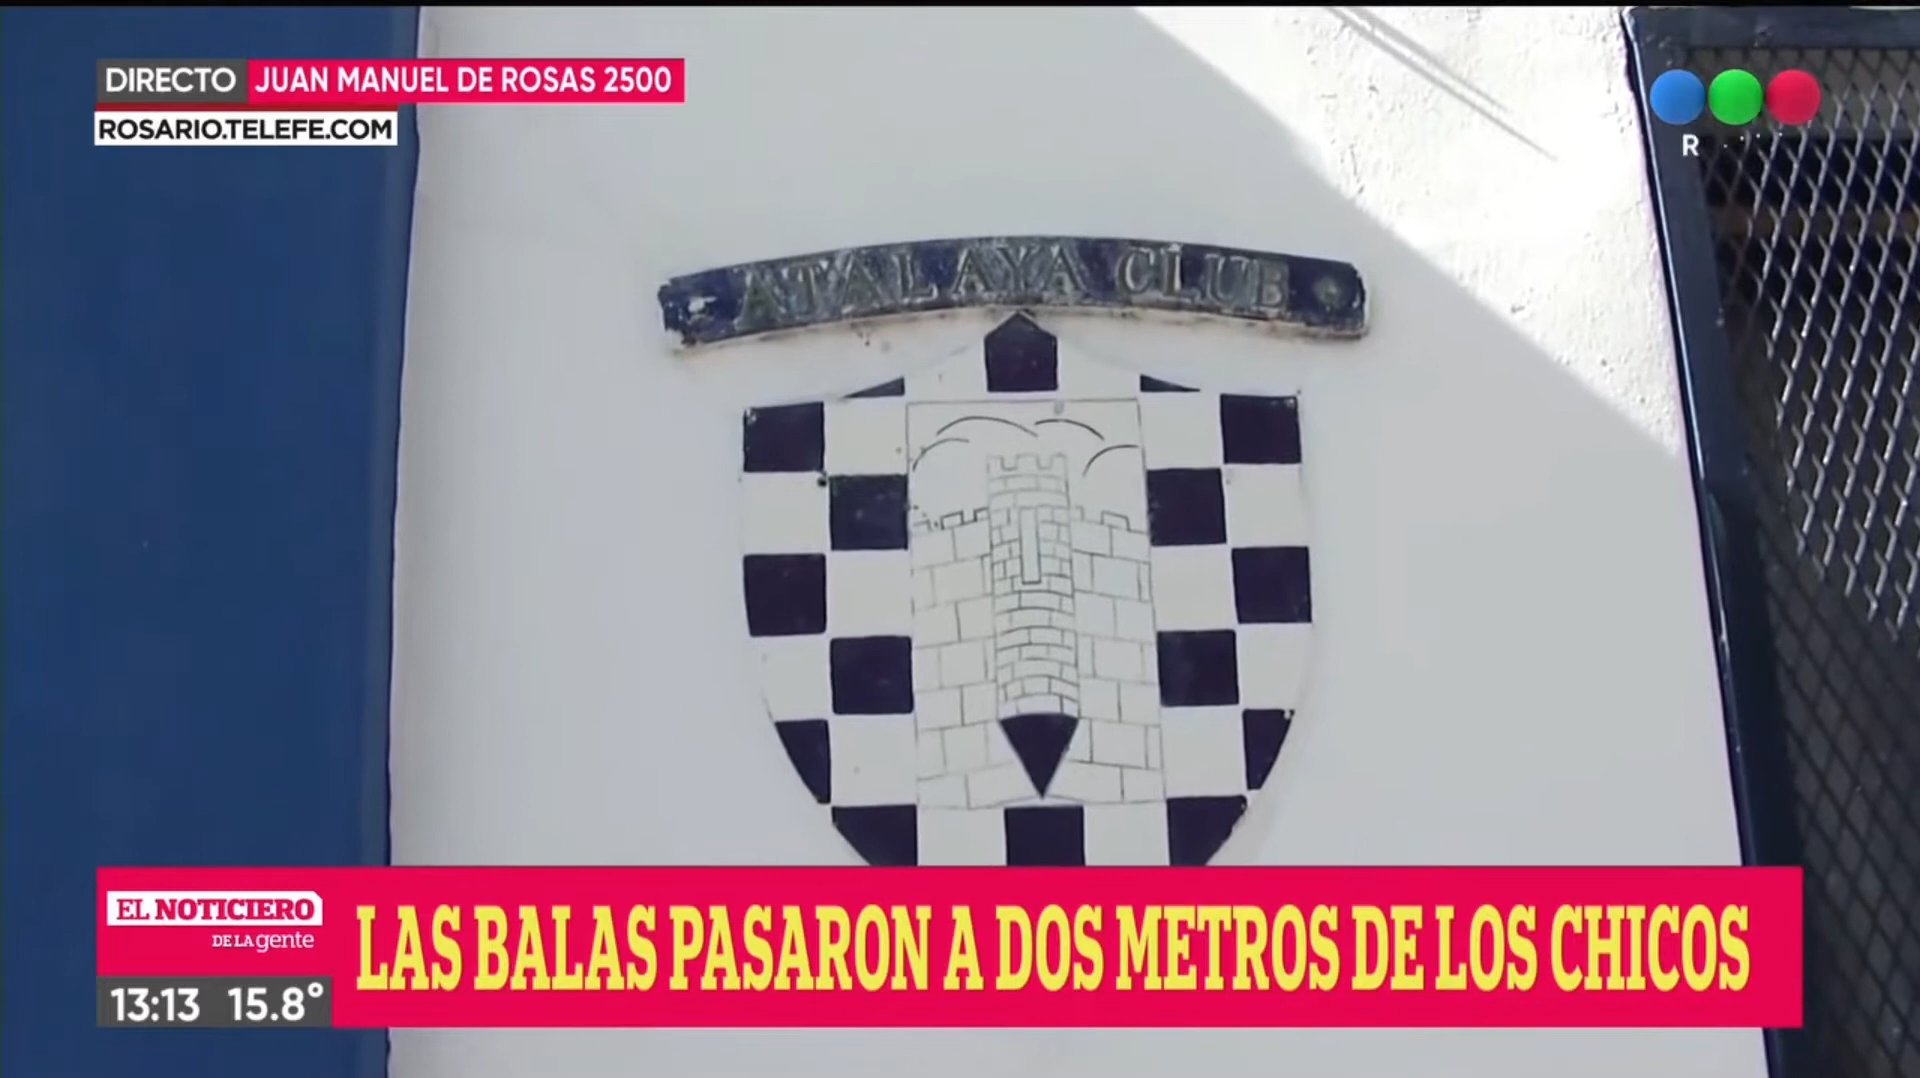 DIRECTO JUAN MANUEL DE ROSAS 2500
ROSARIO.TELEFE.COM
R
ATALAYA CLUB
EL NOTICIERO
DE LA gente
LAS BALAS PASARON A DOS METROS DE LOS CHICOS
13:13 15.8°